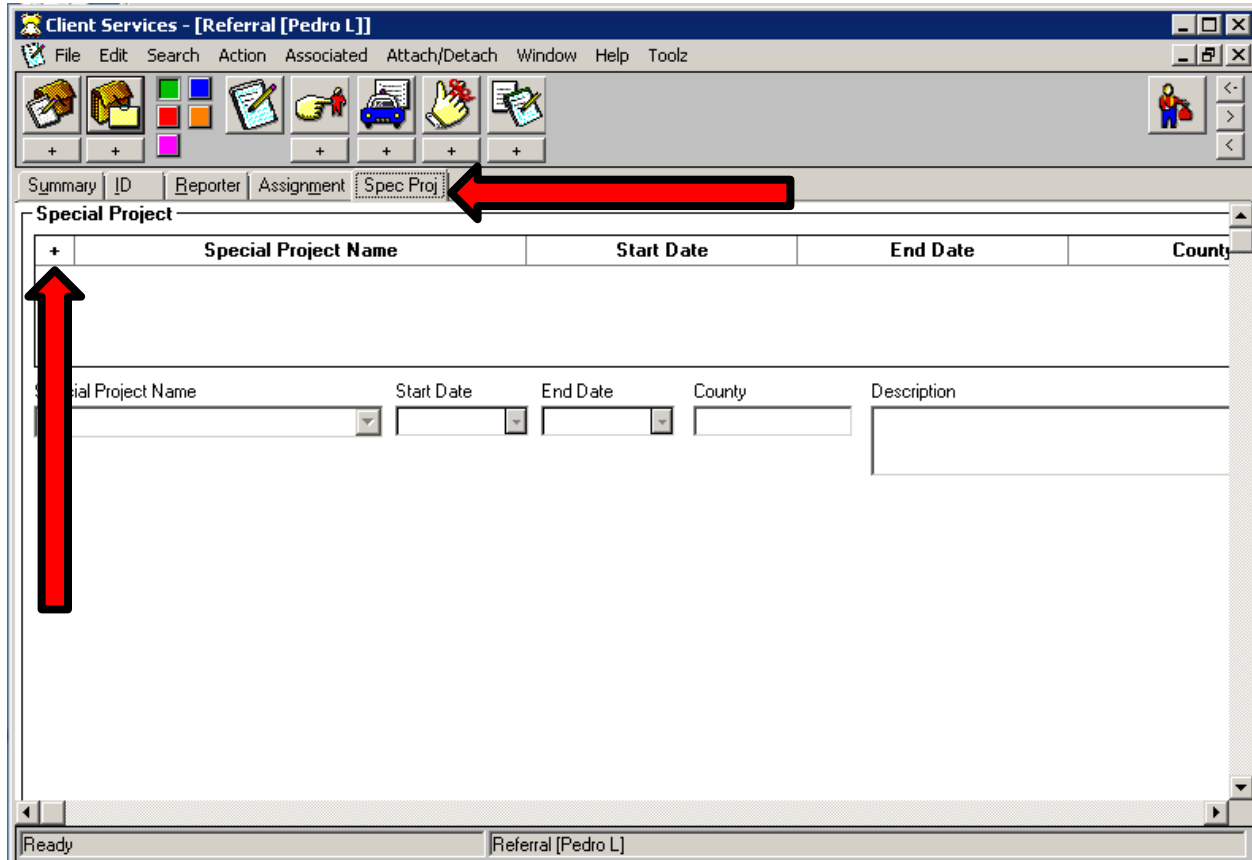 Client Services - [Referral [Pedro L]]
File Edit Search Action Associated Attach/Detach Window Help Toolz
<-
>
<
+ + + + + +
Summary ID Reporter Assignment Spec Proj
Special Project
+ Special Project Name Start Date End Date County
Special Project Name Start Date End Date County Description
Ready Referral [Pedro L]